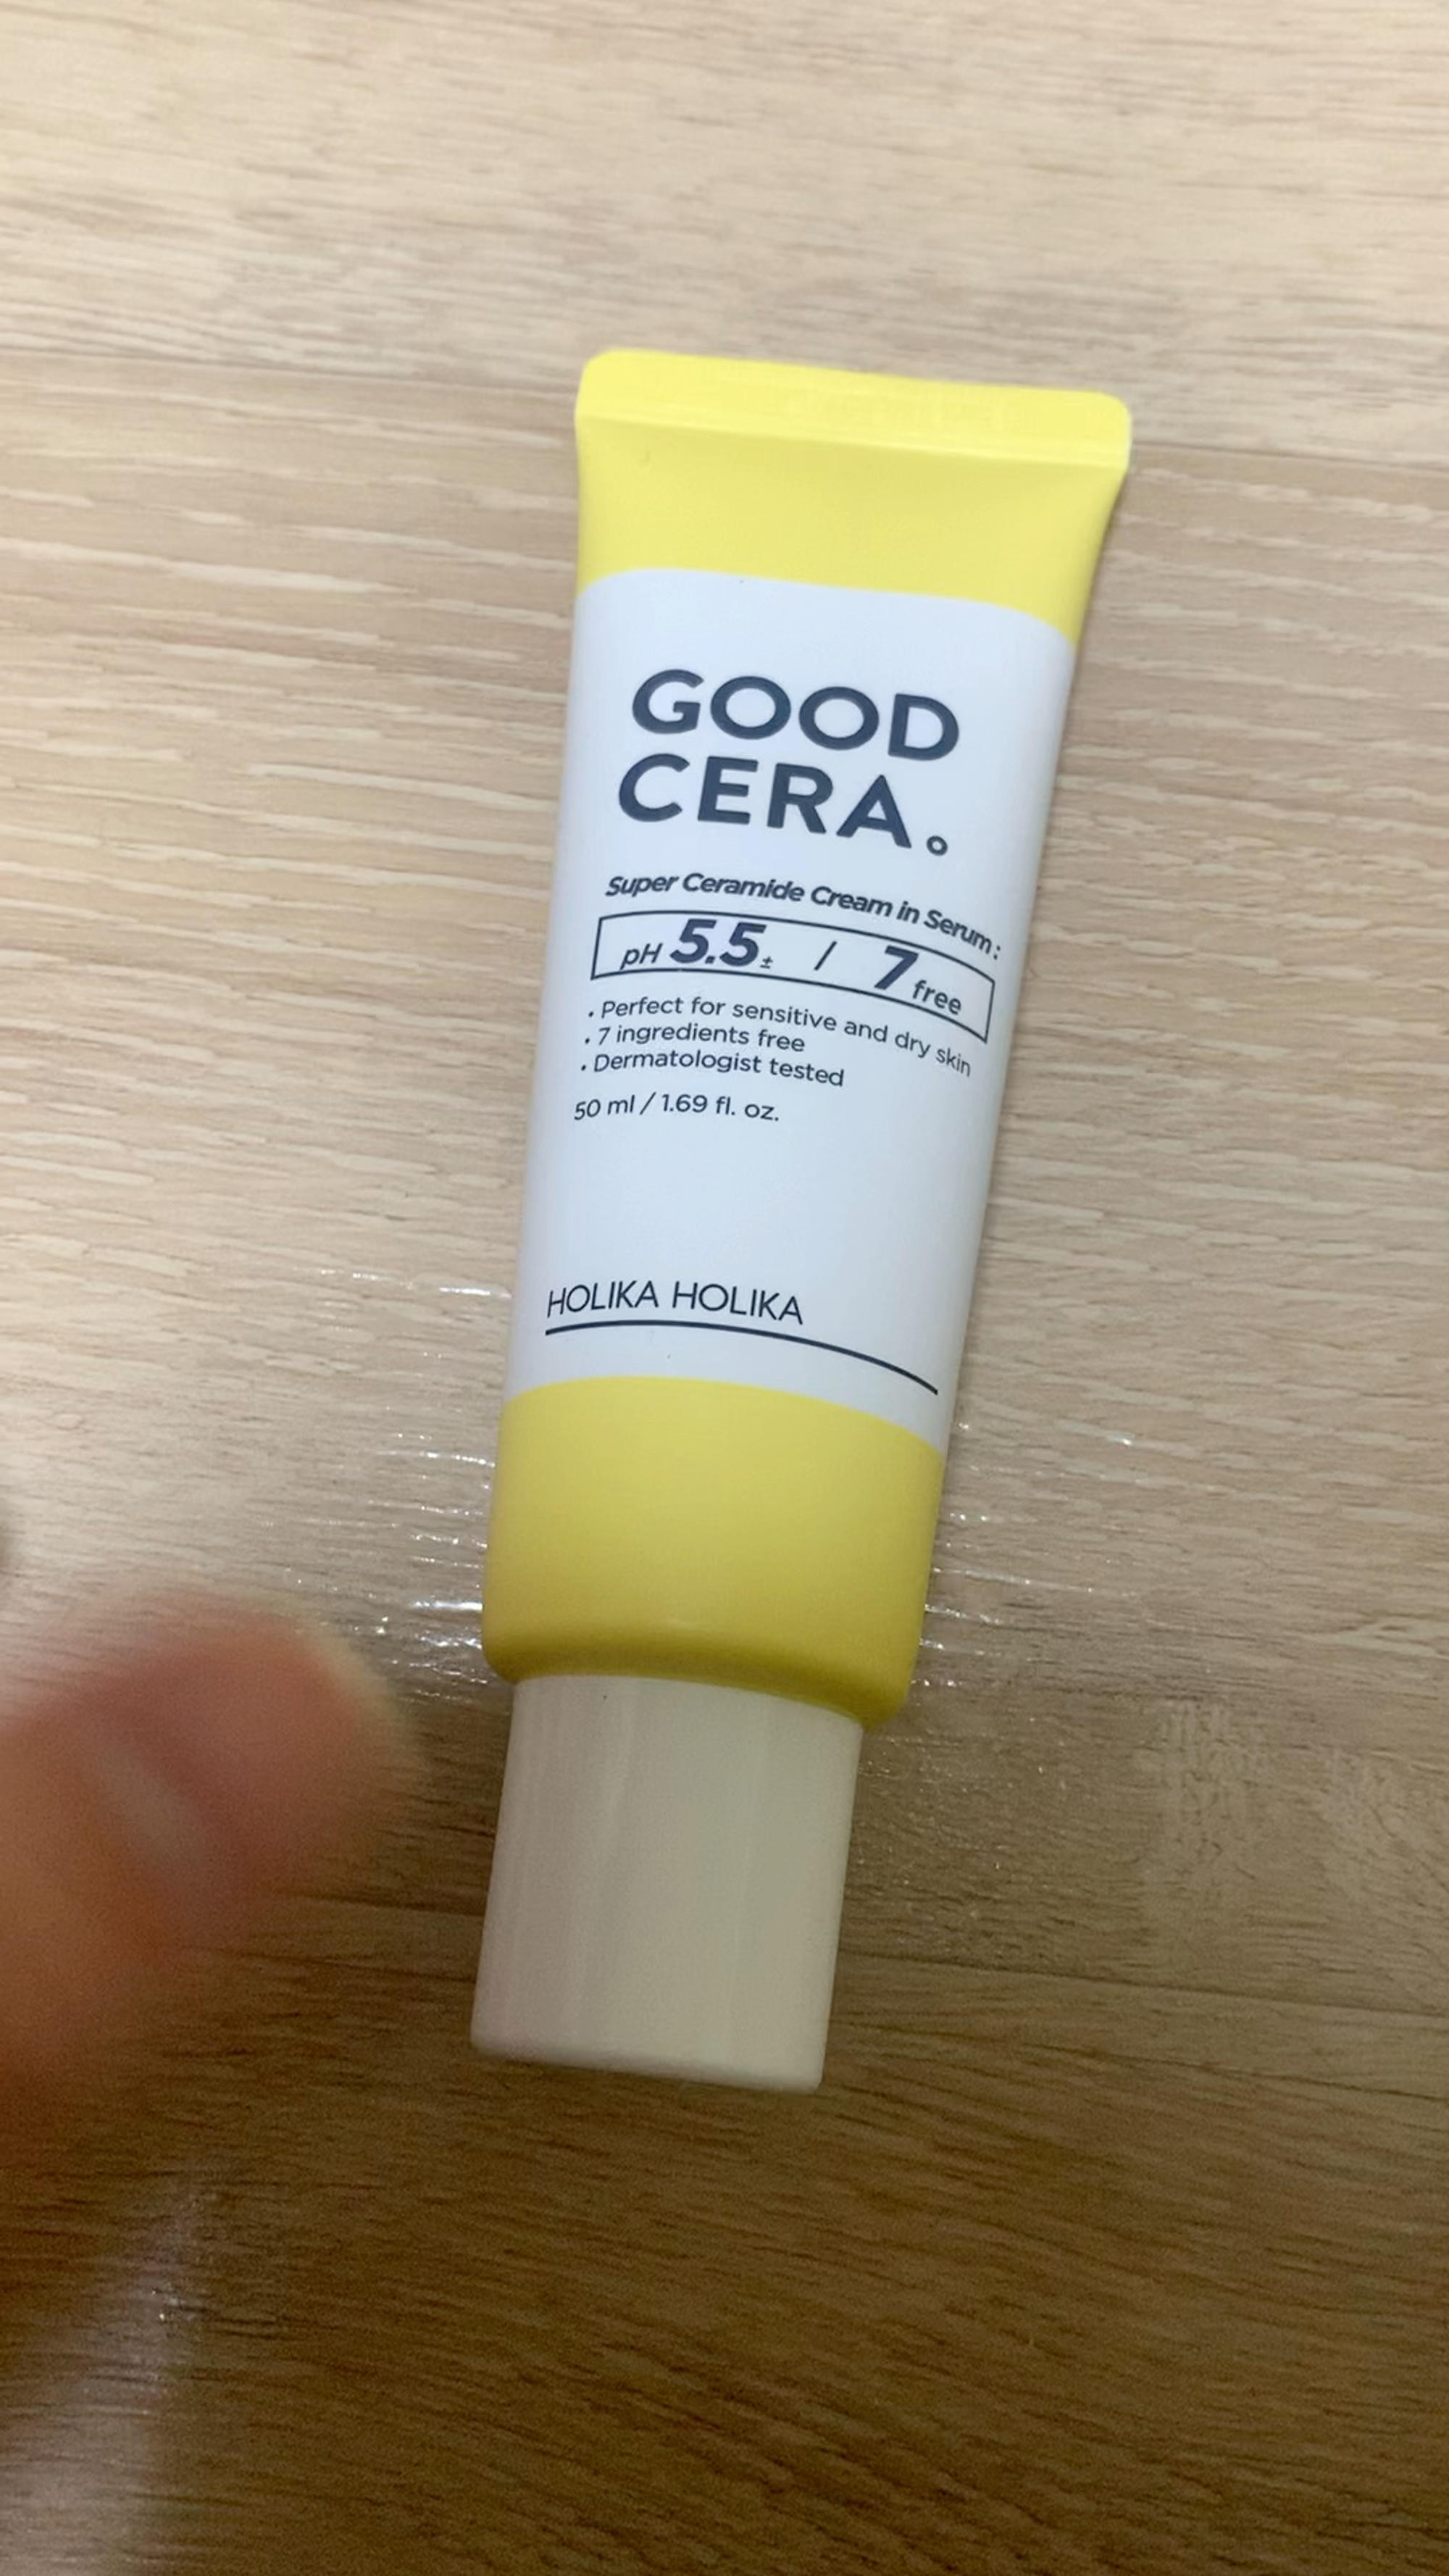 GOOD
CERA.
Super Ceramide Cream in Serum :
pH 5.5± / 7 free
. Perfect for sensitive and dry skin
. 7 ingredients free
. Dermatologist tested
50 ml / 1.69 fl. oz.
HOLIKA HOLIKA